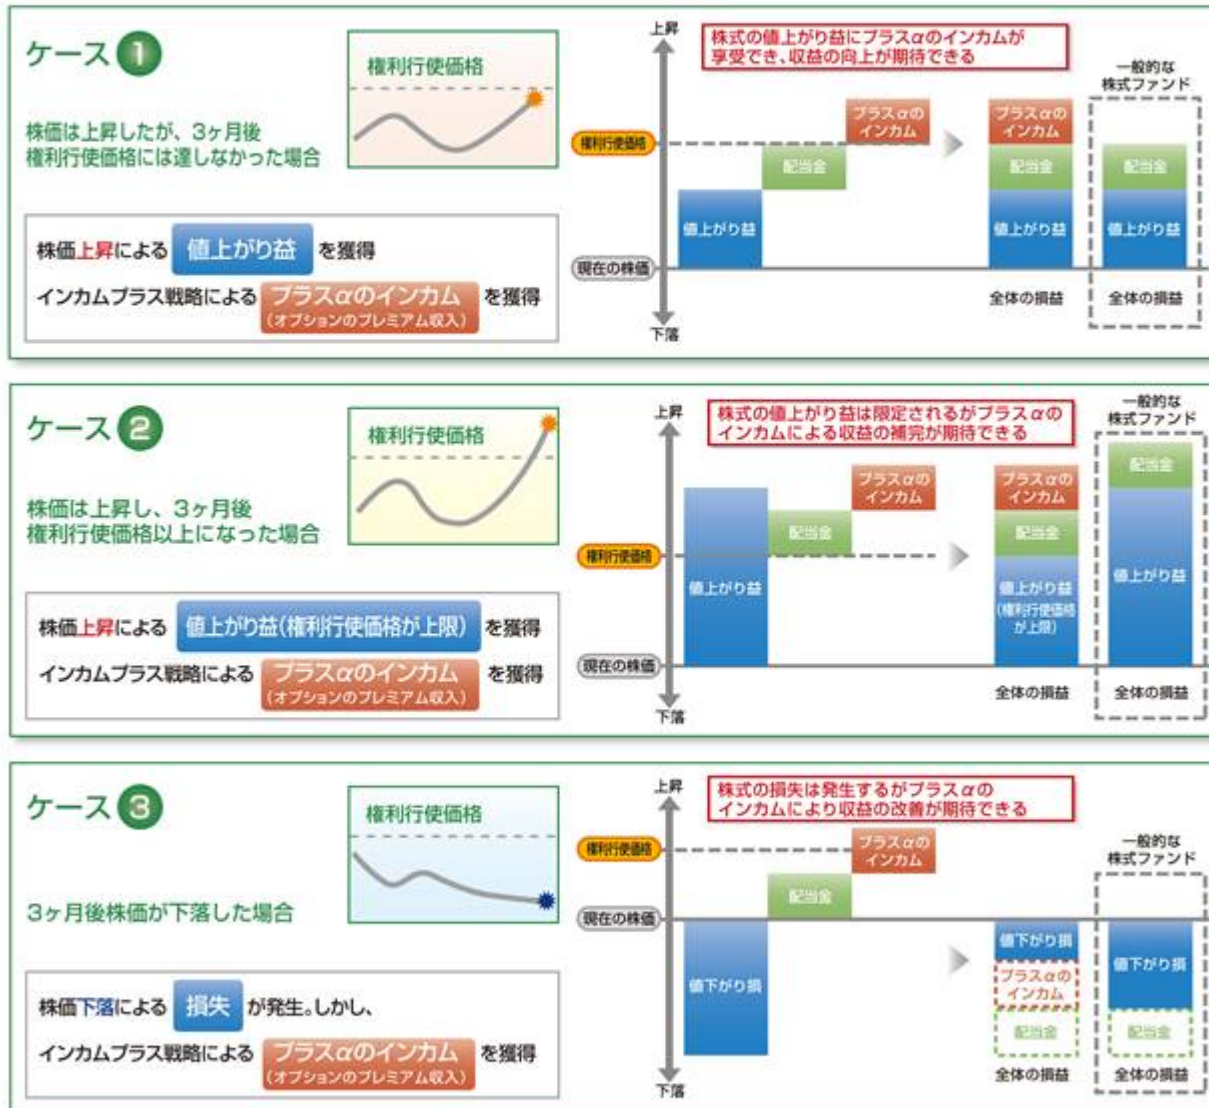 ケース 1
株価は上昇したが、3ヶ月後
権利行使価格には達しなかった場合
権利行使価格
株価上昇による 値上がり益 を獲得
インカムプラス戦略による プラスαのインカム を獲得
(オプションのプレミアム収入)
上昇
株式の値上がり益にプラスαのインカムが
享受でき、収益の向上が期待できる
権利行使価格
現在の株価
下落
値上がり益
配当金
プラスαの
インカム
プラスαの
インカム
配当金
値上がり益
全体の損益
一般的な
株式ファンド
配当金
値上がり益
全体の損益
ケース 2
株価は上昇し、3ヶ月後
権利行使価格以上になった場合
権利行使価格
株価上昇による 値上がり益(権利行使価格が上限) を獲得
インカムプラス戦略による プラスαのインカム を獲得
(オプションのプレミアム収入)
上昇
株式の値上がり益は限定されるがプラスαの
インカムによる収益の補完が期待できる
権利行使価格
現在の株価
下落
値上がり益
配当金
プラスαの
インカム
プラスαの
インカム
配当金
値上がり益
(権利行使価格
が上限)
全体の損益
一般的な
株式ファンド
配当金
値上がり益
全体の損益
ケース 3
3ヶ月後株価が下落した場合
権利行使価格
株価下落による 損失 が発生。しかし、
インカムプラス戦略による プラスαのインカム を獲得
(オプションのプレミアム収入)
上昇
株式の損失は発生するがプラスαの
インカムにより収益の改善が期待できる
権利行使価格
現在の株価
下落
値下がり損
配当金
プラスαの
インカム
値下がり損
プラスαの
インカム
配当金
全体の損益
一般的な
株式ファンド
値下がり損
配当金
全体の損益